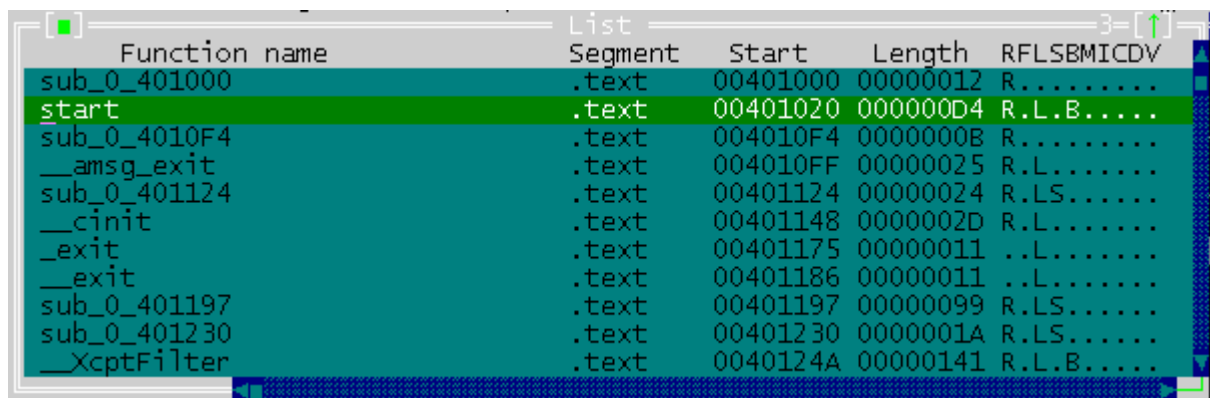 [■] List 3=[↑]
Function name Segment Start Length RFLSBMICDV
sub_0_401000 .text 00401000 00000012 R.........
start .text 00401020 000000D4 R.L.B.....
sub_0_4010F4 .text 004010F4 0000000B R.........
__amsg_exit .text 004010FF 00000025 R.L.......
sub_0_401124 .text 00401124 00000024 R.LS......
__cinit .text 00401148 0000002D R.L.......
_exit .text 00401175 00000011 ..L.......
__exit .text 00401186 00000011 ..L.......
sub_0_401197 .text 00401197 00000099 R.LS......
sub_0_401230 .text 00401230 0000001A R.LS......
__XcptFilter .text 0040124A 00000141 R.L.B.....